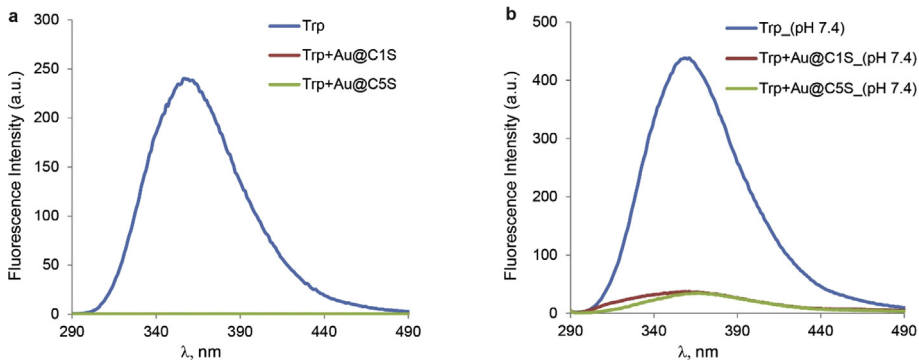 a
300
250
200
150
100
50
0
Fluorescence Intensity (a.u.)
290 340 390 440 490
λ, nm
Trp
Trp+Au@C1S
Trp+Au@C5S
b
500
400
300
200
100
0
Fluorescence Intensity (a.u.)
290 340 390 440 490
λ, nm
Trp_(pH 7.4)
Trp+Au@C1S_(pH 7.4)
Trp+Au@C5S_(pH 7.4)